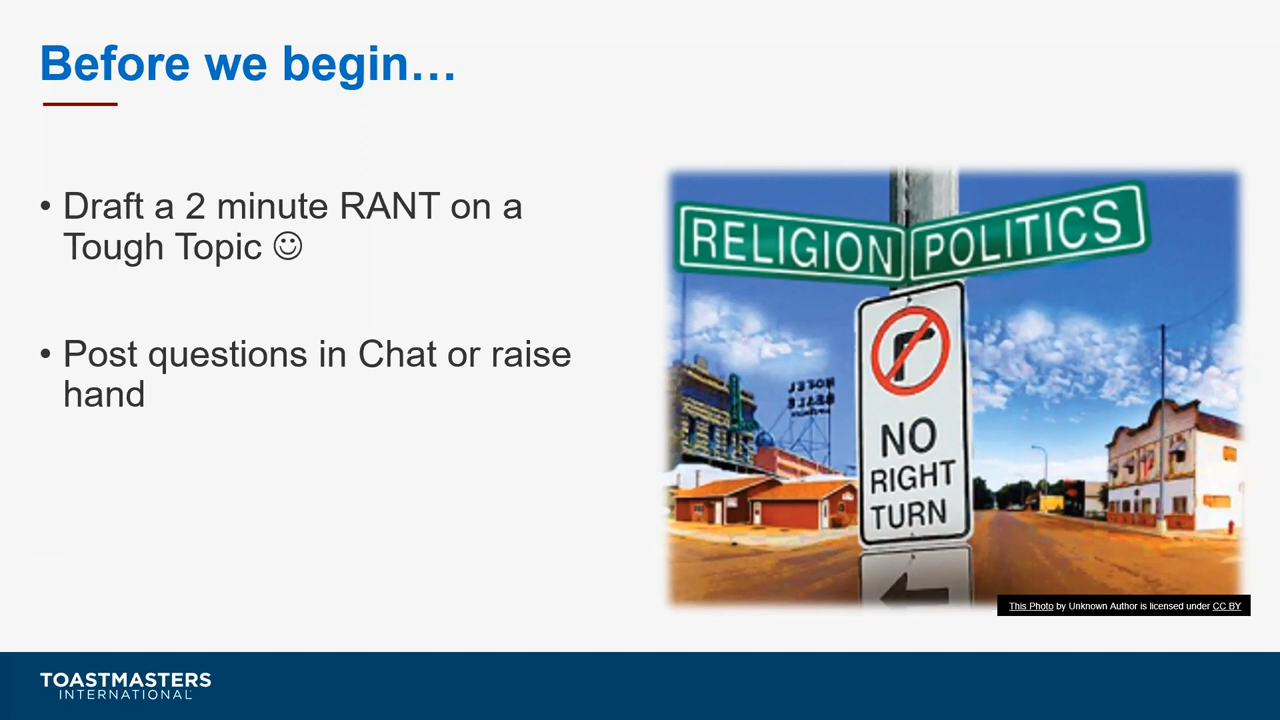 Before we begin…
• Draft a 2 minute RANT on a
Tough Topic ☺
• Post questions in Chat or raise
hand
RELIGION
POLITICS
NO
RIGHT
TURN
This Photo by Unknown Author is licensed under CC BY
TOASTMASTERS
INTERNATIONAL